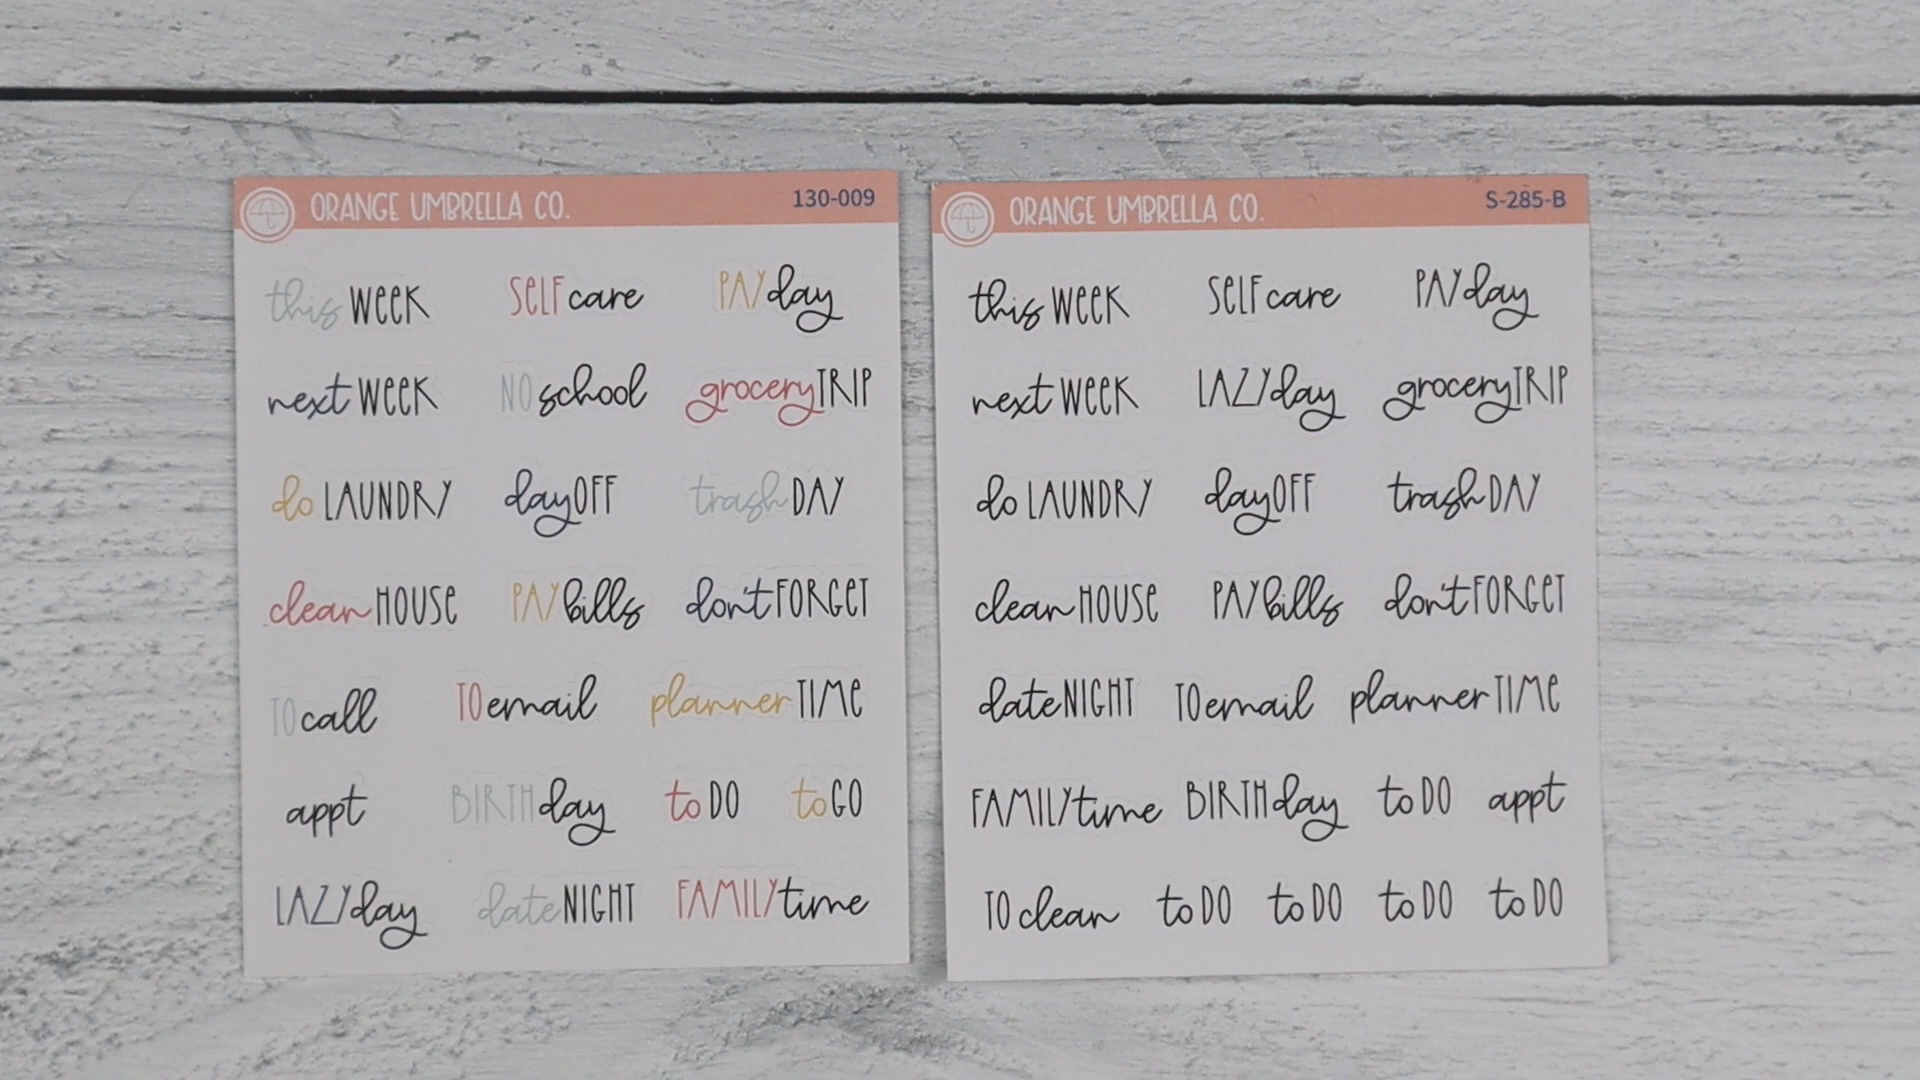 ORANGE UMBRELLA CO. 130-009
this WEEK SELF care PAY day
next WEEK NO school grocery TRIP
do LAUNDRY day OFF trash DAY
clean HOUSE PAY bills don't FORGET
TO call TO email planner TIME
appt BIRTHday to DO to GO
LAZY day date NIGHT FAMILY time
ORANGE UMBRELLA CO. S-285-B
this WEEK SELF care PAY day
next WEEK LAZY day grocery TRIP
do LAUNDRY day OFF trash DAY
clean HOUSE PAY bills don't FORGET
date NIGHT TO email planner TIME
FAMILY time BIRTHday to DO appt
TO clean to DO to DO to DO to DO